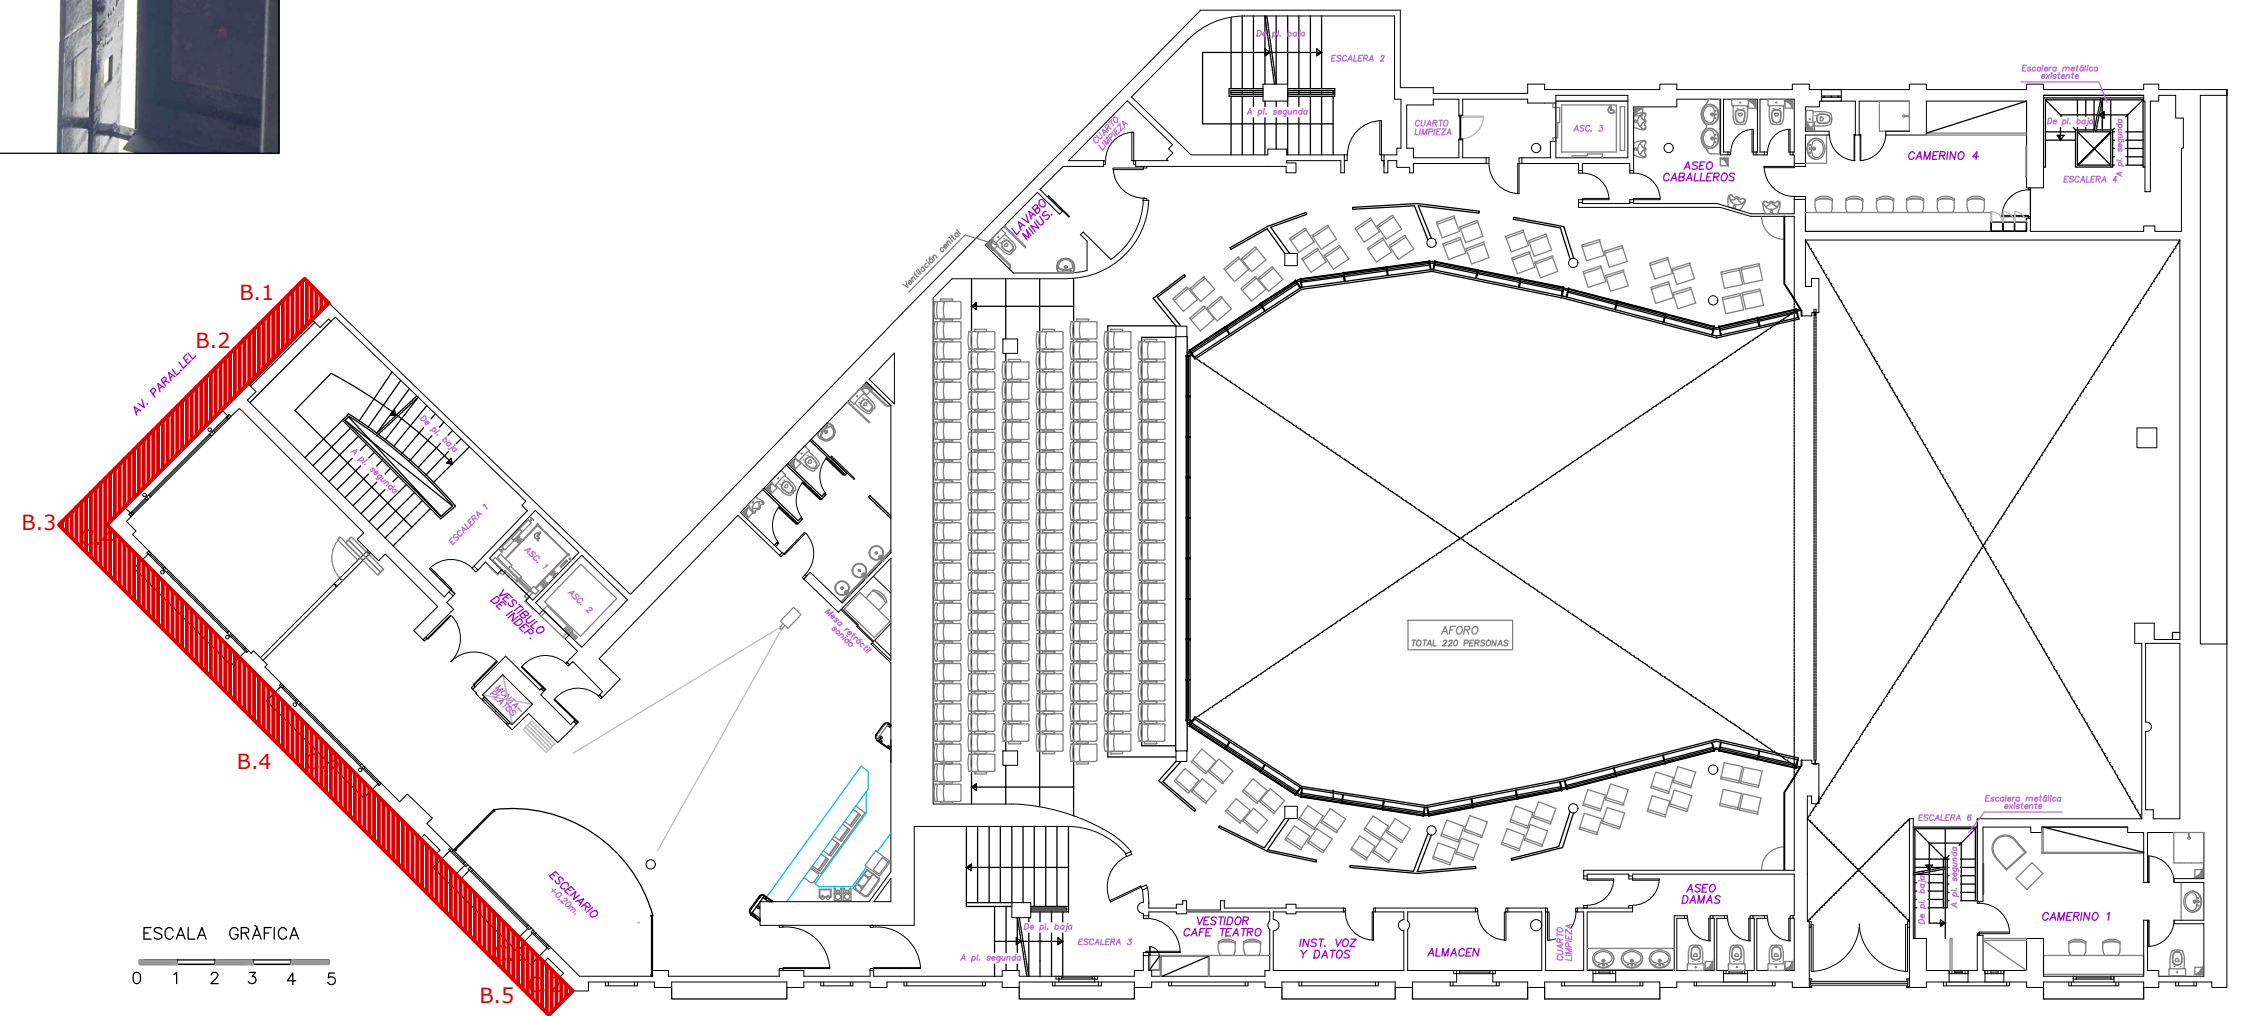 De pl. baja
ESCALERA 2
A pl. segunda
Escalera metálica
existente
De pl. baja
A pl. segunda
ESCALERA 4
CUARTO
LIMPIEZA
CUARTO
LIMPIEZA
ASC. 3
ASEO
CABALLEROS
CAMERINO 4
LAVABO
MINUS.
Ventilación cenital
B.1
B.2
AV. PARAL.LEL
B.3
De pl. baja
A pl. segunda
ESCALERA 1
ASC. 1
ASC. 2
VESTIBULO
DE INDEP.
MONTA-
PLATOS
Mesa retráctil
sonido
AFORO
TOTAL 220 PERSONAS
B.4
ESCENARIO
+0,20m.
B.5
ESCALA GRÀFICA
0 1 2 3 4 5
De pl. baja
A pl. segunda
ESCALERA 3
VESTIDOR
CAFE TEATRO
INST. VOZ
Y DATOS
ALMACEN
CUARTO
LIMPIEZA
ASEO
DAMAS
Escalera metálica
existente
ESCALERA 6
De pl. baja
A pl. segunda
CAMERINO 1